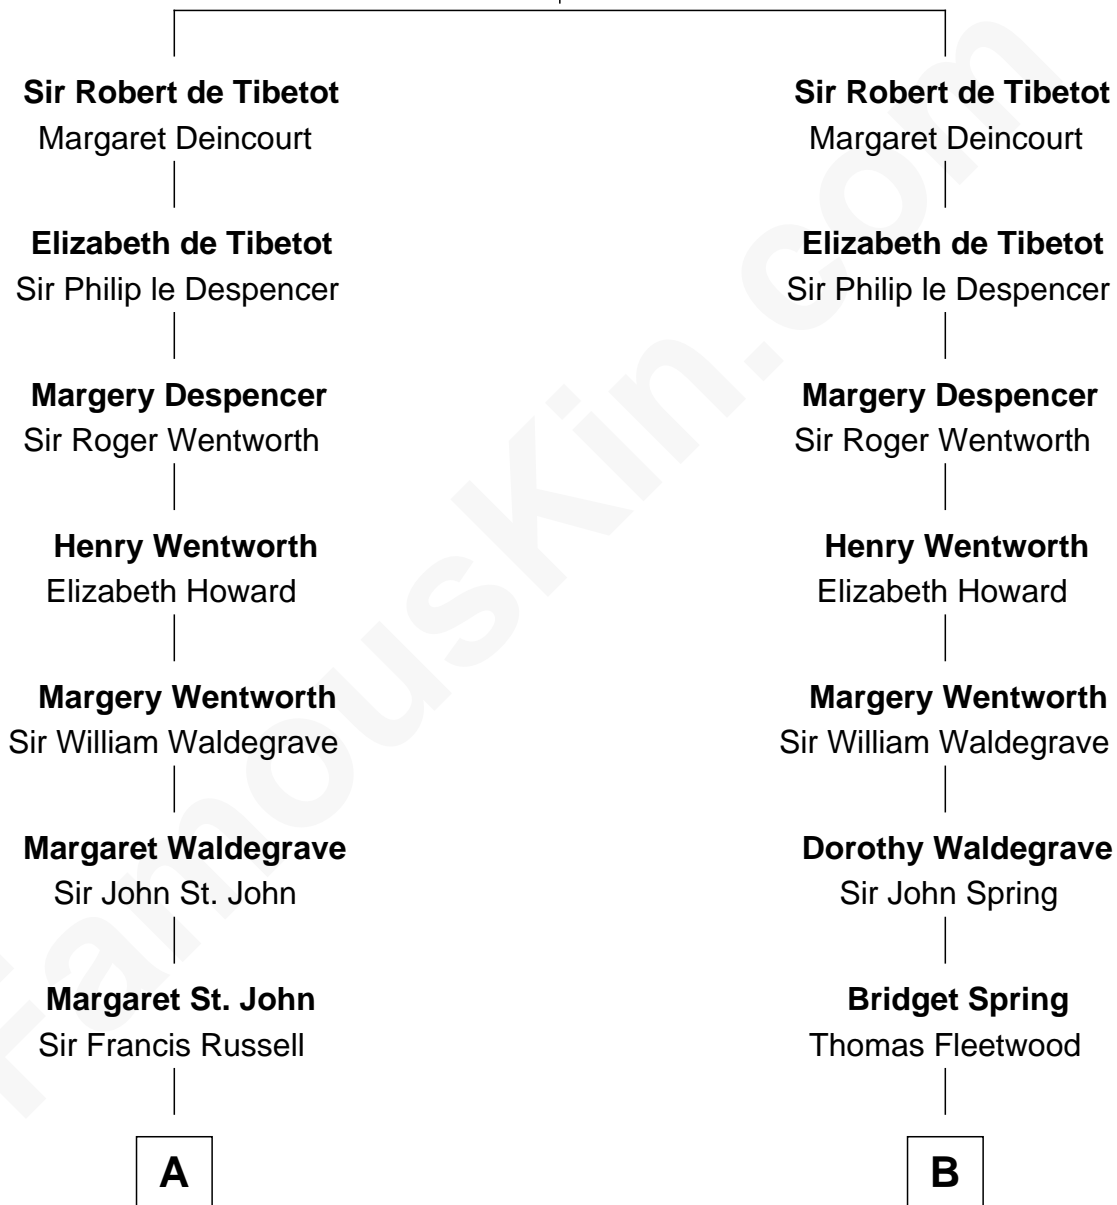 Sir Robert de Tibetot
Margaret Deincourt
Elizabeth de Tibetot
Sir Philip le Despencer
Margery Despencer
Sir Roger Wentworth
Henry Wentworth
Elizabeth Howard
Margery Wentworth
Sir William Waldegrave
Margaret Waldegrave
Sir John St. John
Margaret St. John
Sir Francis Russell
A
Sir Robert de Tibetot
Margaret Deincourt
Elizabeth de Tibetot
Sir Philip le Despencer
Margery Despencer
Sir Roger Wentworth
Henry Wentworth
Elizabeth Howard
Margery Wentworth
Sir William Waldegrave
Dorothy Waldegrave
Sir John Spring
Bridget Spring
Thomas Fleetwood
B
FamousKin.com